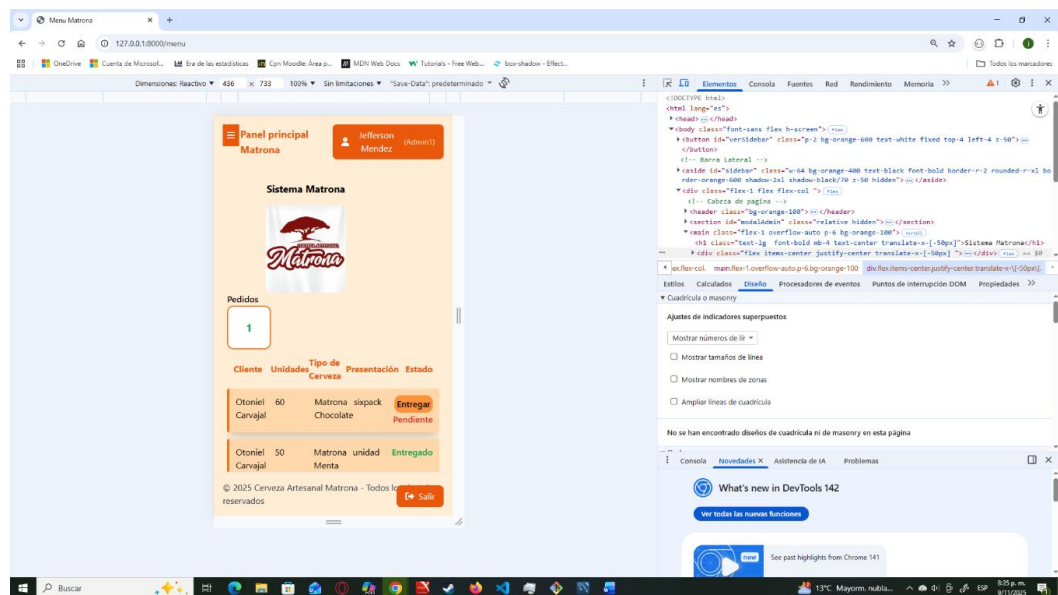 Menu Matrona
127.0.0.1:8000/menu
OneDrive Cuenta de Microsof... Era de las estadísticas Cpn Moodle: Área p... MDN Web Docs Tutorials - Free Web... box-shadow - Effect... Todos los marcadores
Dimensiones: Reactivo 436 × 733 100% Sin limitaciones "Save-Data": predeterminado
Panel principal Matrona
Jefferson Mendez (Admin1)
Sistema Matrona
Matrona
Pedidos
1
Cliente Unidades Tipo de Cerveza Presentación Estado
Otoniel Carvajal 60 Matrona Chocolate sixpack Entregar
Pendiente
Otoniel Carvajal 50 Matrona Menta unidad Entregado
© 2025 Cerveza Artesanal Matrona - Todos
reservados
Salir
Elementos Consola Fuentes Red Rendimiento Memoria 1
<!DOCTYPE html>
<html lang="es">
<head> </head>
<body class="font-sans flex h-screen"> flex
<button id="verSidebar" class="p-2 bg-orange-600 text-white fixed top-4 left-4 z-50">
</button>
<!-- Barra Lateral -->
<aside id="sidebar" class="w-64 bg-orange-400 text-black font-bold border-r-2 rounded-r-xl bo
rder-orange-600 shadow-2xl shadow-black/70 z-50 hidden"> </aside>
<div class="flex-1 flex flex-col "> flex
<!-- Cabeza de pagina -->
<header class="bg-orange-100"> </header>
<section id="modalAdmin" class="relative hidden"> </section>
<main class="flex-1 overflow-auto p-6 bg-orange-100"> scroll
<h1 class="text-lg font-bold mb-4 text-center translate-x-[-50px]">Sistema Matrona</h1>
<div class="flex items-center justify-center translate-x-[-50px] "> </div> flex == $0
ex.flex-col. main.flex-1.overflow-auto.p-6.bg-orange-100 div.flex.items-center.justify-center.translate-x-\[-50px\].
Estilos Calculados Diseño Procesadores de eventos Puntos de interrupción DOM Propiedades
Cuadrícula o masonry
Ajustes de indicadores superpuestos
Mostrar números de lí
Mostrar tamaños de línea
Mostrar nombres de zonas
Ampliar líneas de cuadrícula
No se han encontrado diseños de cuadrícula ni de masonry en esta página
Consola Novedades Asistencia de IA Problemas
What's new in DevTools 142
Ver todas las nuevas funciones
new See past highlights from Chrome 141
Buscar
13°C Mayorm. nubla... ESP 8:35 p. m.
9/11/2025